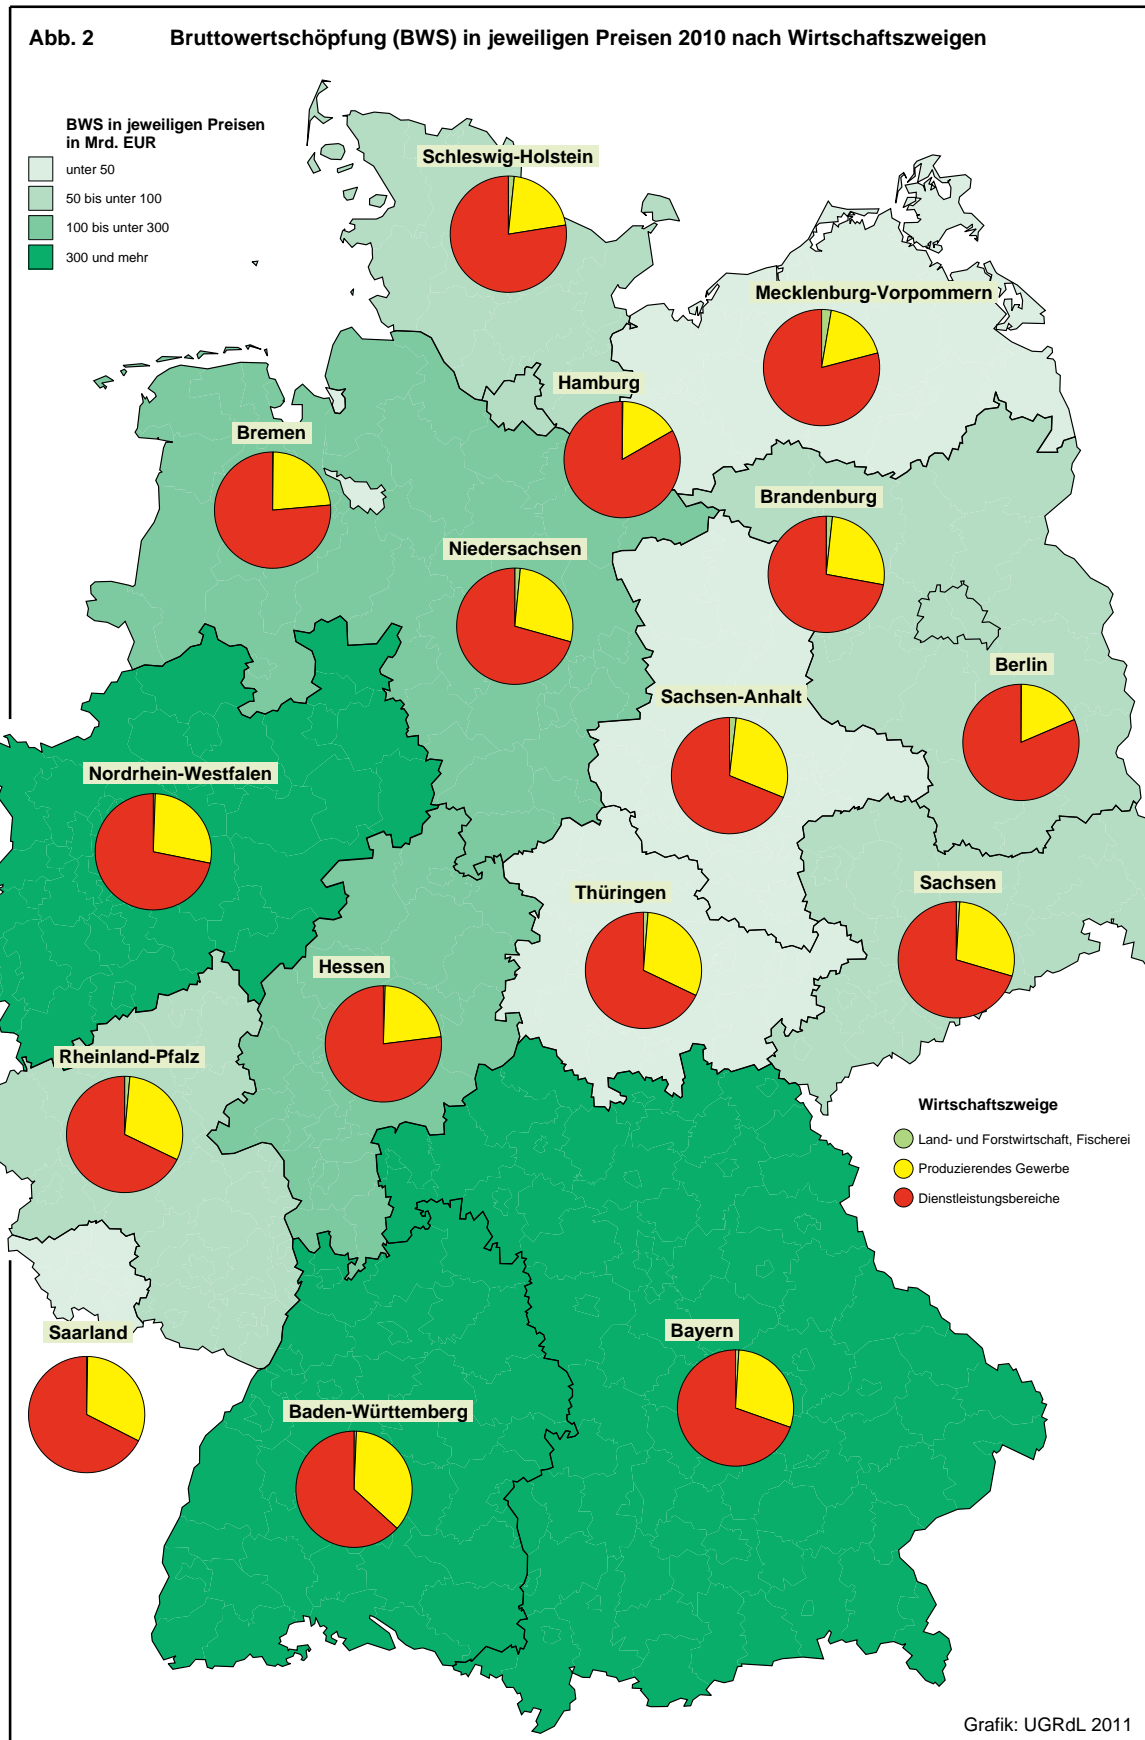 Abb. 2 Bruttowertschöpfung (BWS) in jeweiligen Preisen 2010 nach Wirtschaftszweigen
BWS in jeweiligen Preisen
in Mrd. EUR
unter 50
50 bis unter 100
100 bis unter 300
300 und mehr
Schleswig-Holstein
Mecklenburg-Vorpommern
Hamburg
Bremen
Brandenburg
Niedersachsen
Berlin
Sachsen-Anhalt
Nordrhein-Westfalen
Sachsen
Thüringen
Hessen
Rheinland-Pfalz
Wirtschaftszweige
Land- und Forstwirtschaft, Fischerei
Produzierendes Gewerbe
Dienstleistungsbereiche
Saarland
Bayern
Baden-Württemberg
Grafik: UGRdL 2011